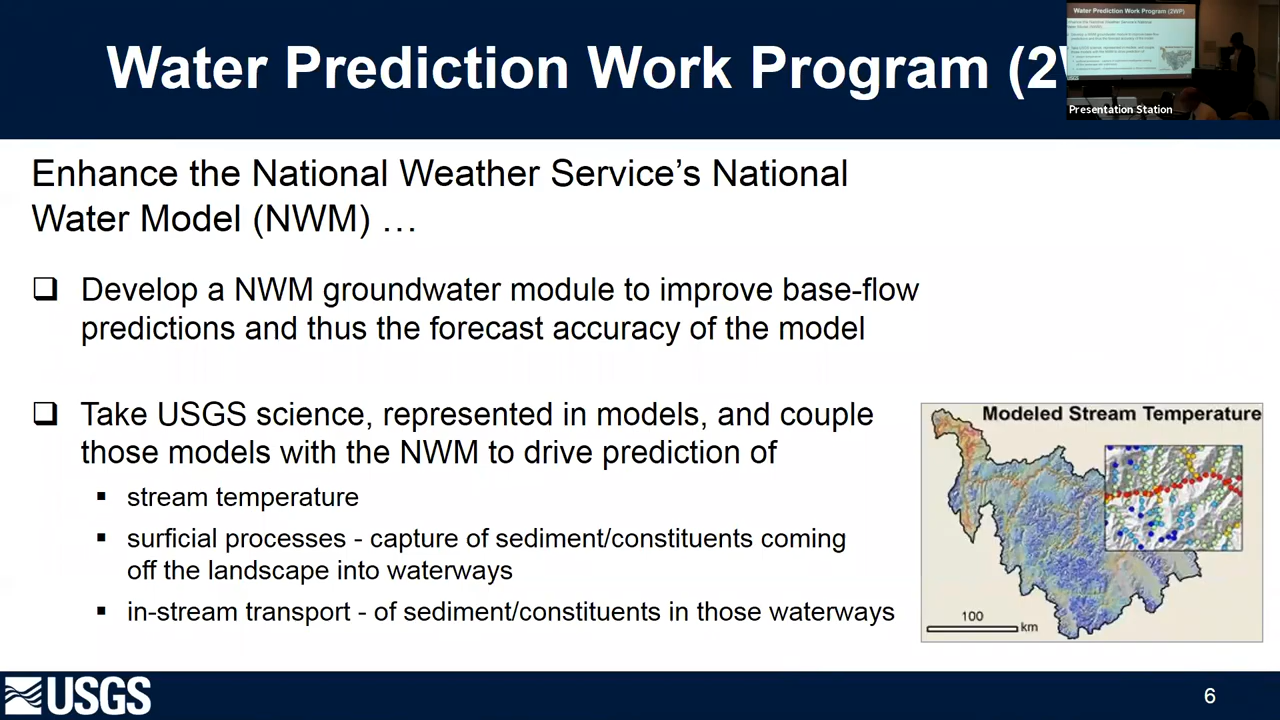 Water Prediction Work Program (2
Water Prediction Work Program (2WP)
Presentation Station
Enhance the National Weather Service’s National
Water Model (NWM) …
❑ Develop a NWM groundwater module to improve base-flow
predictions and thus the forecast accuracy of the model
❑ Take USGS science, represented in models, and couple
those models with the NWM to drive prediction of
▪ stream temperature
▪ surficial processes - capture of sediment/constituents coming
off the landscape into waterways
▪ in-stream transport - of sediment/constituents in those waterways
Modeled Stream Temperature
100
km
USGS
6